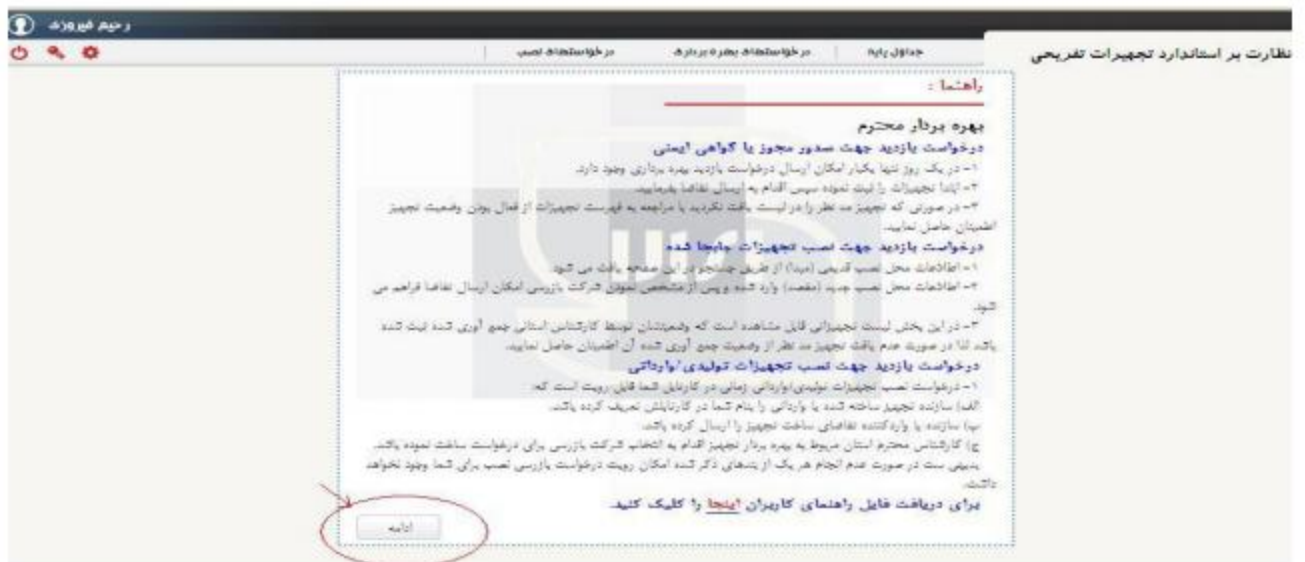 رحیم فیروزی
نظارت بر استاندارد تجهیزات تفریحی
جداول پایه
درخواستهای بهره برداری
درخواستهای نصب
راهنما :
بهره بردار محترم
درخواست بازدید جهت صدور مجوز یا گواهی ایمنی
۱- در یک روز تنها یکبار امکان ارسال درخواست بازدید بهره برداری وجود دارد.
۲- ابتدا تجهیزات را ثبت نموده سپس اقدام به ارسال تقاضا بفرمایید.
۳- در صورتی که تجهیز مد نظر را در لیست یافت نکردید با مراجعه به فهرست تجهیزات از فعال بودن وضعیت تجهیز
اطمینان حاصل نمایید.
درخواست بازدید جهت نصب تجهیزات جابجا شده
۱- اطلاعات محل نصب قدیمی (مبدا) از طریق جستجو در این صفحه یافت می شود.
۲- اطلاعات محل نصب جدید (مقصد) وارد شده و پس از مشخص نمودن شرکت بازرسی امکان ارسال تقاضا فراهم می
شود.
۳- در این بخش لیست تجهیزاتی قابل مشاهده است که وضعیتشان توسط کارشناس استانی جمع آوری شده ثبت شده
باشد لذا در صورت عدم یافت تجهیز مد نظر از وضعیت جمع آوری شده آن اطمینان حاصل نمایید.
درخواست بازدید جهت نصب تجهیزات تولیدی/وارداتی
۱- درخواست نصب تجهیزات تولیدی/وارداتی زمانی در کارتابل شما قابل رویت است که:
الف) سازنده تجهیز ساخته شده یا وارداتی را بنام شما در کارتابلش تعریف کرده باشد.
ب) سازنده یا واردکننده تقاضای ساخت تجهیز را ارسال کرده باشد.
ج) کارشناس محترم استان مربوط به بهره بردار تجهیز اقدام به انتخاب شرکت بازرسی برای درخواست ساخت نموده باشد.
بدیهی ست در صورت عدم انجام هر یک از بندهای ذکر شده امکان رویت درخواست بازرسی نصب برای شما وجود نخواهد
داشت.
برای دریافت فایل راهنمای کاربران اینجا را کلیک کنید.
ادامه